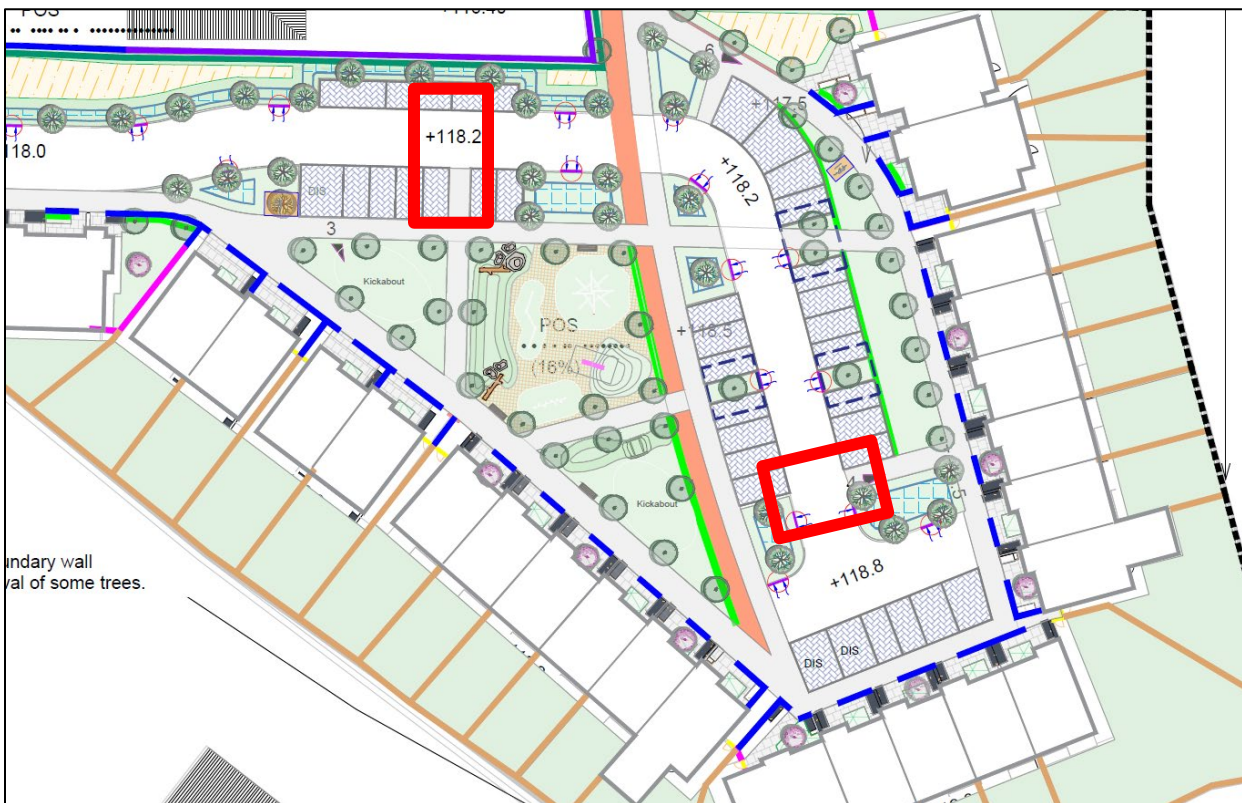 POS
+118.2
118.0
6
+117.5
+118.2
DIS
3
Kickabout
POS
(16%)
+118.5
Kickabout
+118.8
DIS
DIS
undary wall
val of some trees.